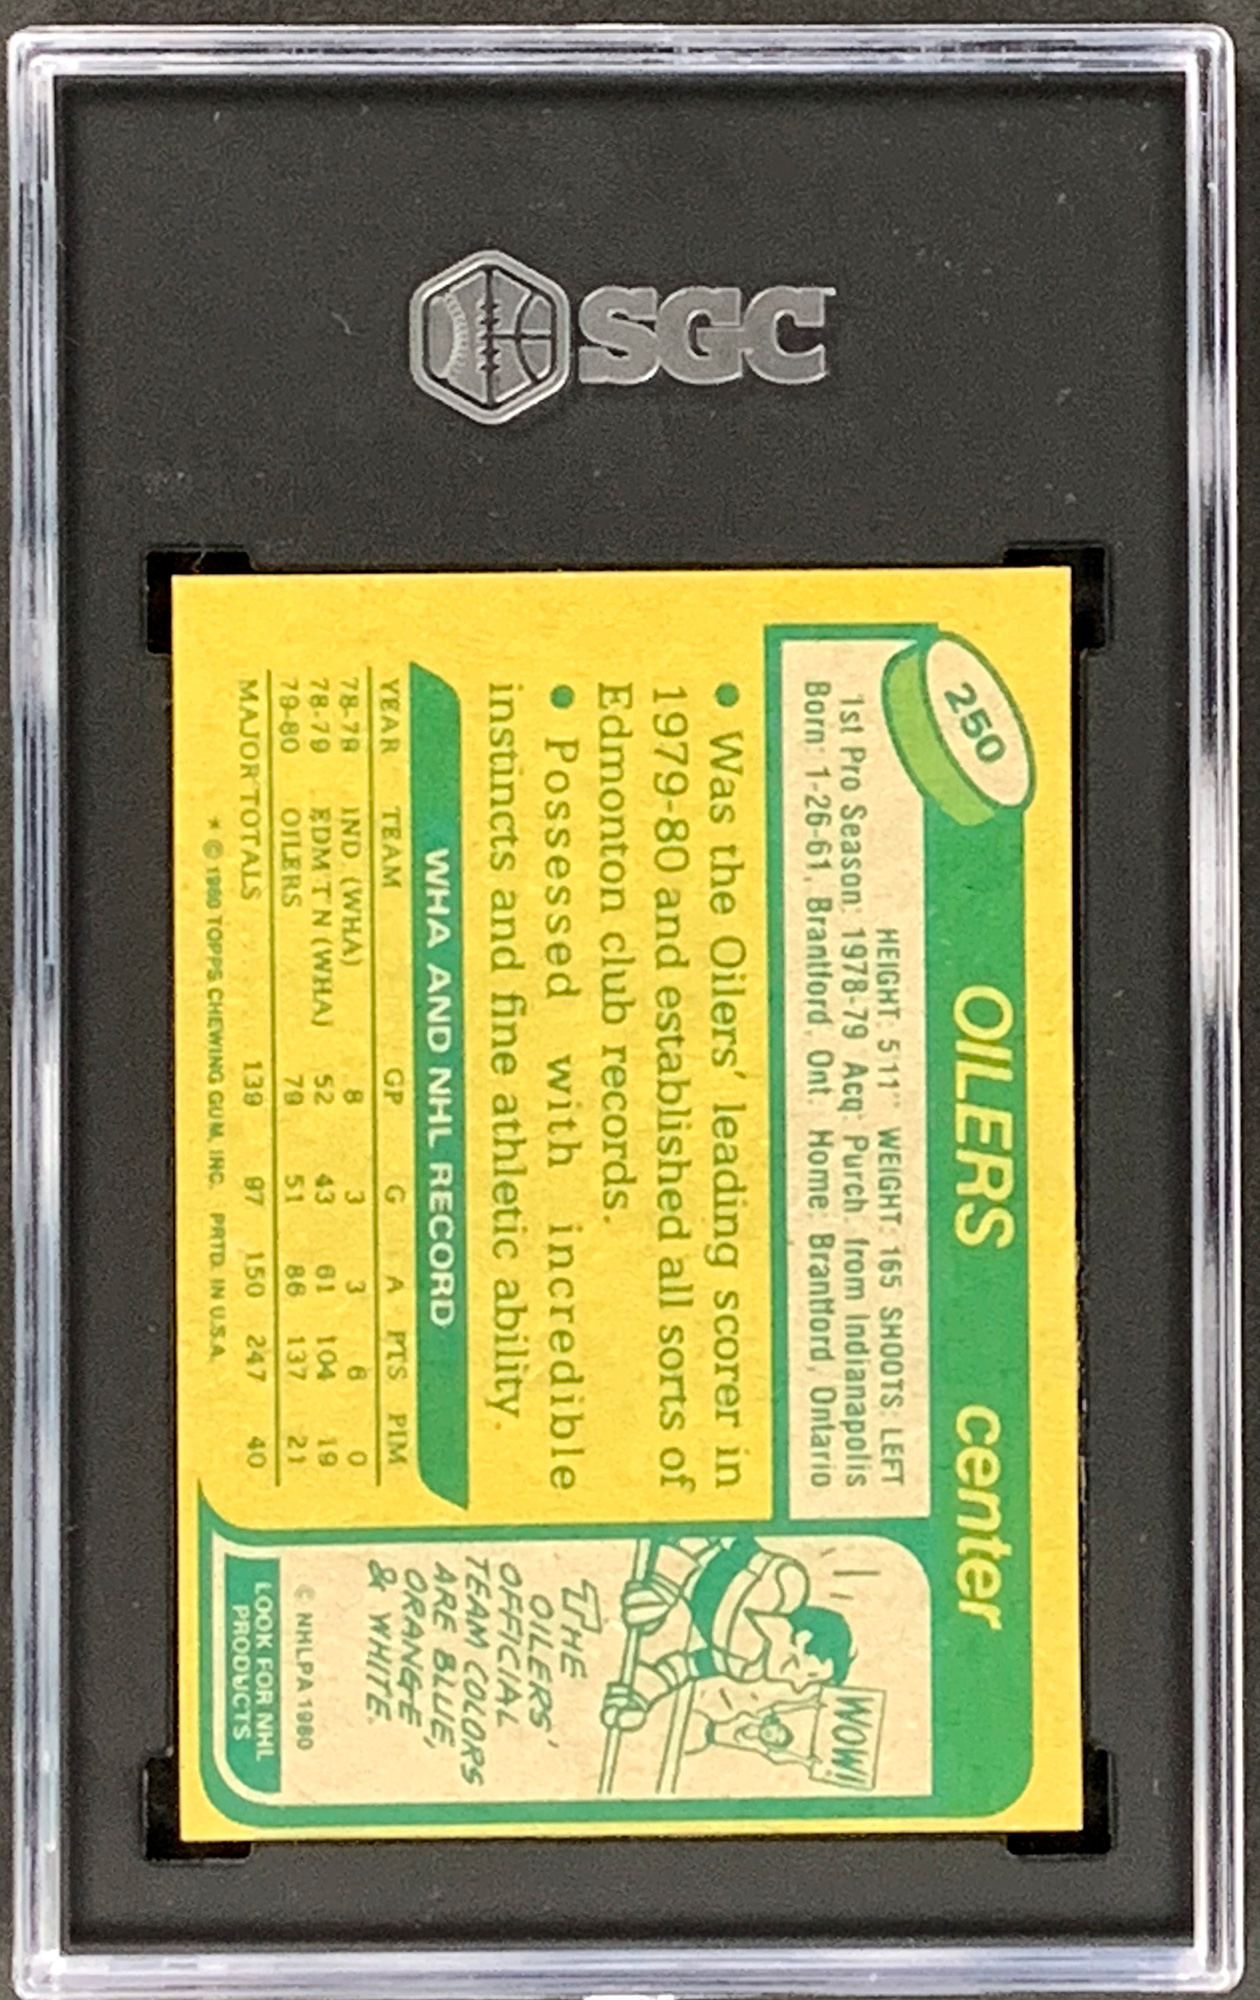 SGC
250
OILERS center
HEIGHT: 5'11" WEIGHT: 165 SHOOTS: LEFT
1st Pro Season: 1978-79 Acq: Purch. from Indianapolis
Born: 1-26-61, Brantford, Ont. Home: Brantford, Ontario
• Was the Oilers' leading scorer in
1979-80 and established all sorts of
Edmonton club records.
• Possessed with incredible
instincts and fine athletic ability.
WHA AND NHL RECORD
YEAR TEAM GP G A PTS PIM
78-79 IND (WHA) 8 3 3 6 0
78-79 EDM'T'N (WHA) 52 43 61 104 19
79-80 OILERS 79 51 86 137 21
MAJOR TOTALS 139 97 150 247 40
* © 1980 TOPPS CHEWING GUM, INC. PRTD. IN U.S.A.
WOW!
THE
OILERS'
OFFICIAL
TEAM COLORS
ARE BLUE,
ORANGE
& WHITE.
© NHLPA 1980
LOOK FOR NHL
PRODUCTS